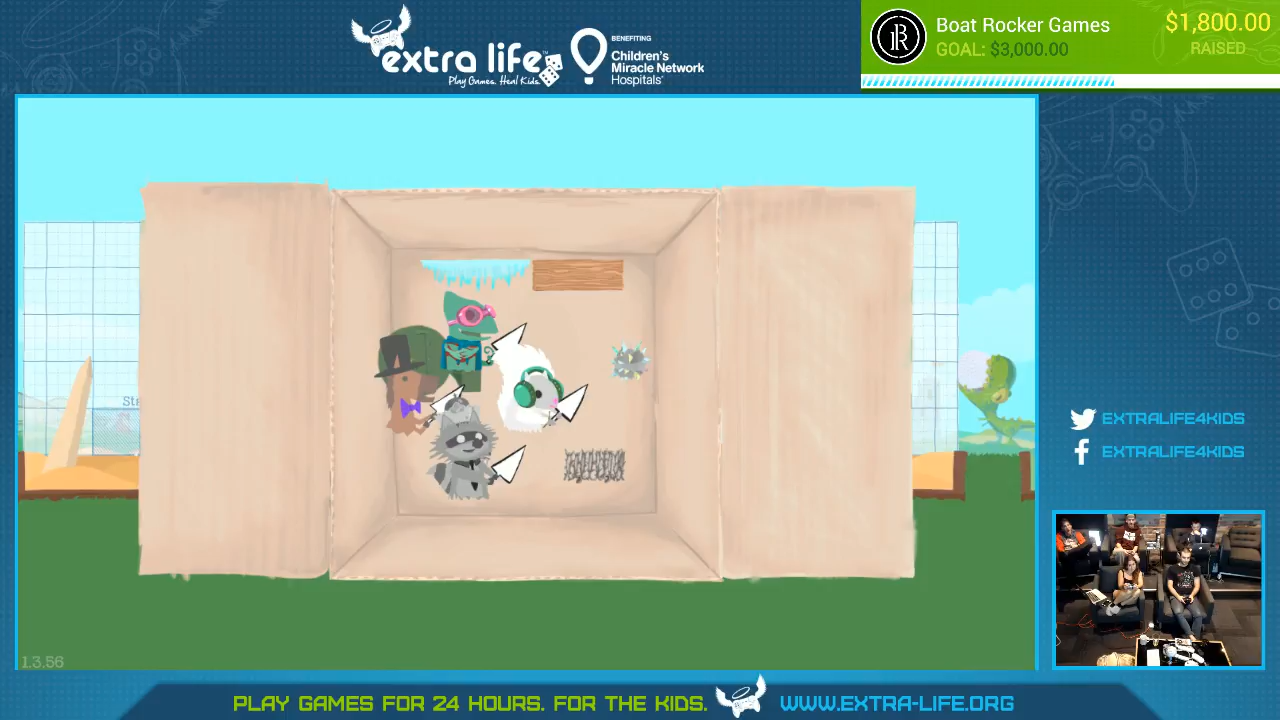 extra life™
Play Games. Heal Kids.
BENEFITING
Children's
Miracle Network
Hospitals®
Boat Rocker Games
GOAL: $3,000.00
$1,800.00
RAISED
EXTRALIFE4KIDS
EXTRALIFE4KIDS
1.3.56
PLAY GAMES FOR 24 HOURS. FOR THE KIDS.
WWW.EXTRA-LIFE.ORG